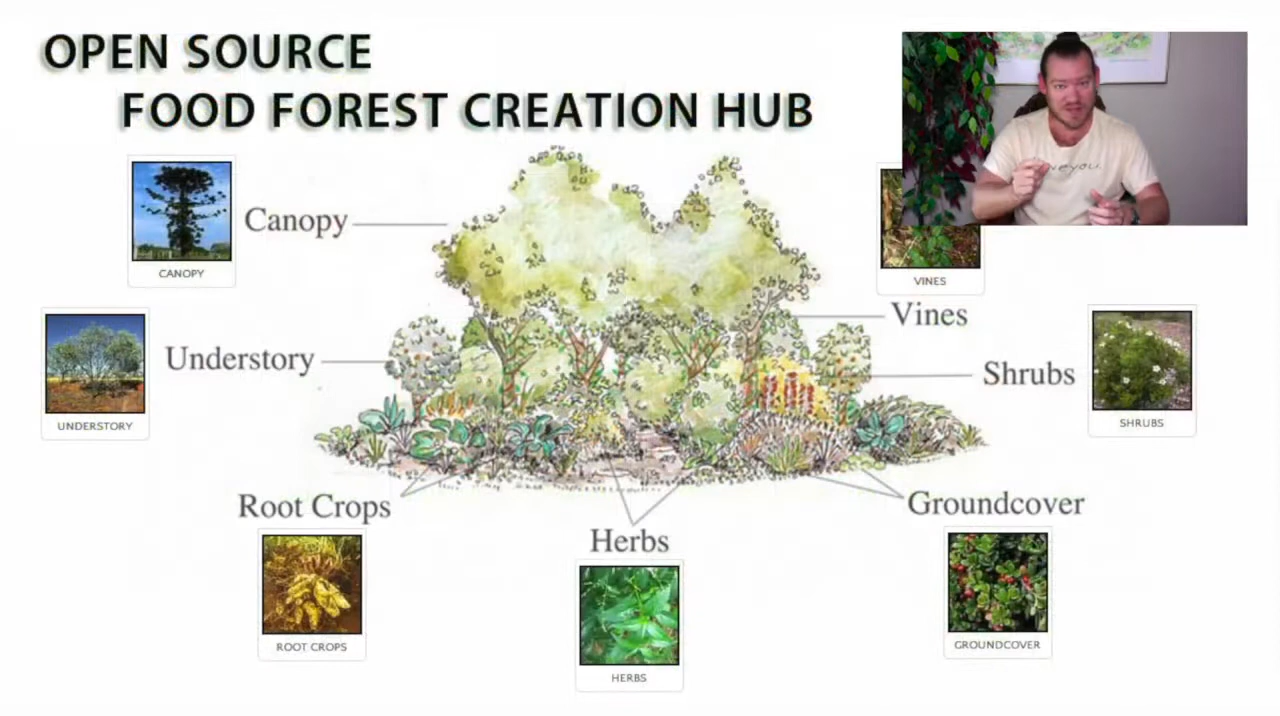 OPEN SOURCE
FOOD FOREST CREATION HUB
CANOPY
Canopy
VINES
Vines
UNDERSTORY
Understory
Shrubs
SHRUBS
Root Crops
ROOT CROPS
Herbs
HERBS
Groundcover
GROUNDCOVER